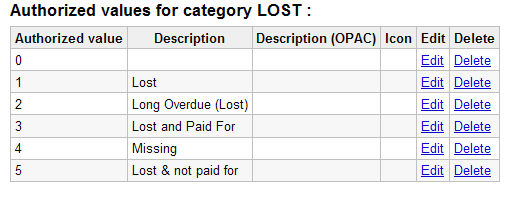 Authorized values for category LOST :
Authorized value Description Description (OPAC) Icon Edit Delete
0 Edit Delete
1 Lost Edit Delete
2 Long Overdue (Lost) Edit Delete
3 Lost and Paid For Edit Delete
4 Missing Edit Delete
5 Lost & not paid for Edit Delete